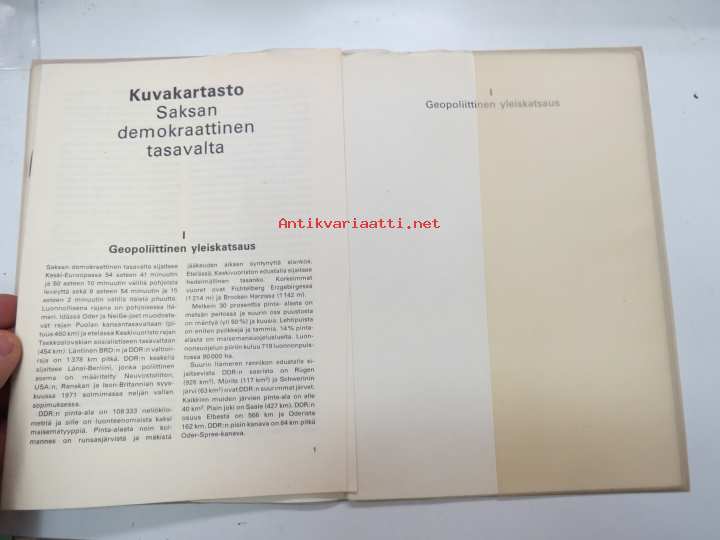 Kuvakartasto
Saksan
demokraattinen
tasavalta
I
Geopoliittinen yleiskatsaus
Saksan demokraattinen tasavalta sijaitsee
Keski-Euroopassa 54 asteen 41 minuutin
ja 50 asteen 10 minuutin välillä pohjoista
leveyttä sekä 9 asteen 54 minuutin ja 15
asteen 2 minuutin välillä itäistä pituutta.
Luonnollisena rajana on pohjoisessa Itä-
meri. Idässä Oder ja Neiße-joet muodosta-
vat rajan Puolan kansantasavaltaan (pi-
tuus 460 km) ja etelässä Keskivuoriston rajan
Tsekkoslovakian sosialistiseen tasavaltaan
(454 km). Läntinen BRD:n ja DDR:n valtion-
raja on 1 378 km pitkä. DDR:n keskellä
sijaitsee Länsi-Berliini, jonka poliittinen
asema on määritelty Neuvostoliiton,
USA:n, Ranskan ja Ison-Britannian syys-
kuussa 1971 solmimassa neljän vallan
sopimuksessa.
DDR:n pinta-ala on 108 333 neliökilo-
metriä ja sille on luonteenomaista kaksi
maisematyyppiä. Pinta-alasta noin kol-
mannes on runsasjärvistä ja mäkistä
jääkauden aikaan syntynyttä alankoa.
Etelässä, Keskivuoriston edustalla sijaitsee
hedelmällinen tasanko. Korkeimmat
vuoret ovat Fichtelberg Erzgebirgessä
(1 214 m) ja Brocken Harzissa (1 142 m).
Melkein 30 prosenttia pinta-alasta on
metsän peitossa ja suurin osa puustosta
on mäntyä (yli 50 %) ja kuusia. Lehtipuista
on eniten pyökkejä ja tammia. 14 % pinta-
alasta on maisemansuojelualuetta. Luon-
nonsuojelun piiriin kuluu 719 luonnonpuis-
tossa 90 000 ha.
Suurin Itämeren rannikon edustalla si-
jaitsevista DDR:n saarista on Rügen
(926 km²). Müritz (117 km²) ja Schwerinin
järvi (63 km²) ovat DDR:n suurimmat järvet.
Kaikkien muiden järvien pinta-ala on alle
40 km². Pisin joki on Saale (427 km). DDR:n
osuus Elbestä on 566 km ja Oderista
162 km. DDR:n pisin kanava on 84 km pitkä
Oder-Spree-kanava.
1
I
Geopoliittinen yleiskatsaus
Antikvariaatti.net